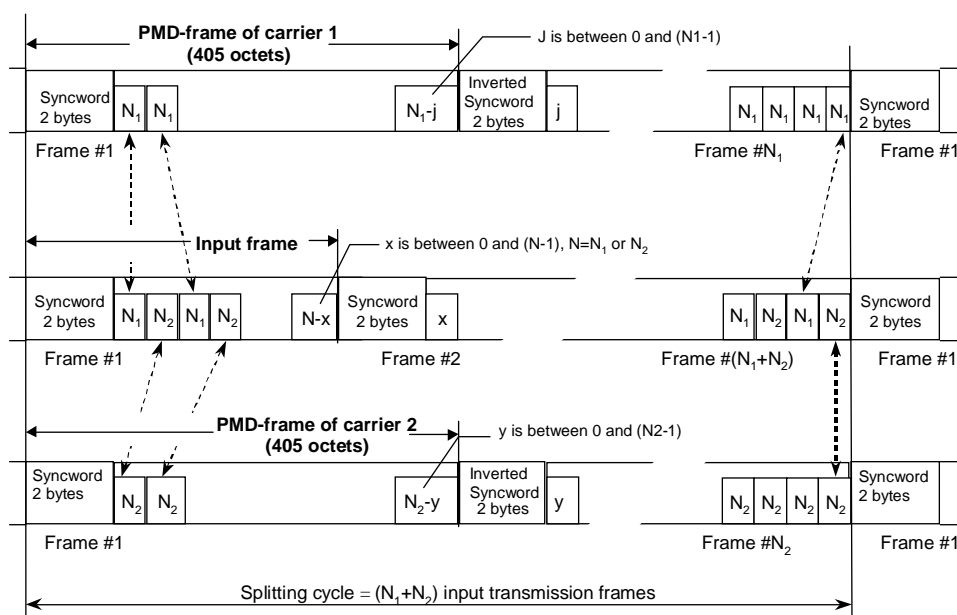 PMD-frame of carrier 1
(405 octets)
J is between 0 and (N1-1)
Syncword
2 bytes
N₁
N₁
N₁-j
Inverted
Syncword
2 bytes
j
N₁
N₁
N₁
N₁
Syncword
2 bytes
Frame #1
Frame #N₁
Frame #1
Input frame
x is between 0 and (N-1), N=N₁ or N₂
Syncword
2 bytes
N₁
N₂
N₁
N₂
N-x
Syncword
2 bytes
x
N₁
N₂
N₁
N₂
Syncword
2 bytes
Frame #1
Frame #2
Frame #(N₁+N₂)
Frame #1
PMD-frame of carrier 2
(405 octets)
y is between 0 and (N2-1)
Syncword
2 bytes
N₂
N₂
N₂-y
Inverted
Syncword
2 bytes
y
N₂
N₂
N₂
N₂
Syncword
2 bytes
Frame #1
Frame #N₂
Frame #1
Splitting cycle = (N₁+N₂) input transmission frames